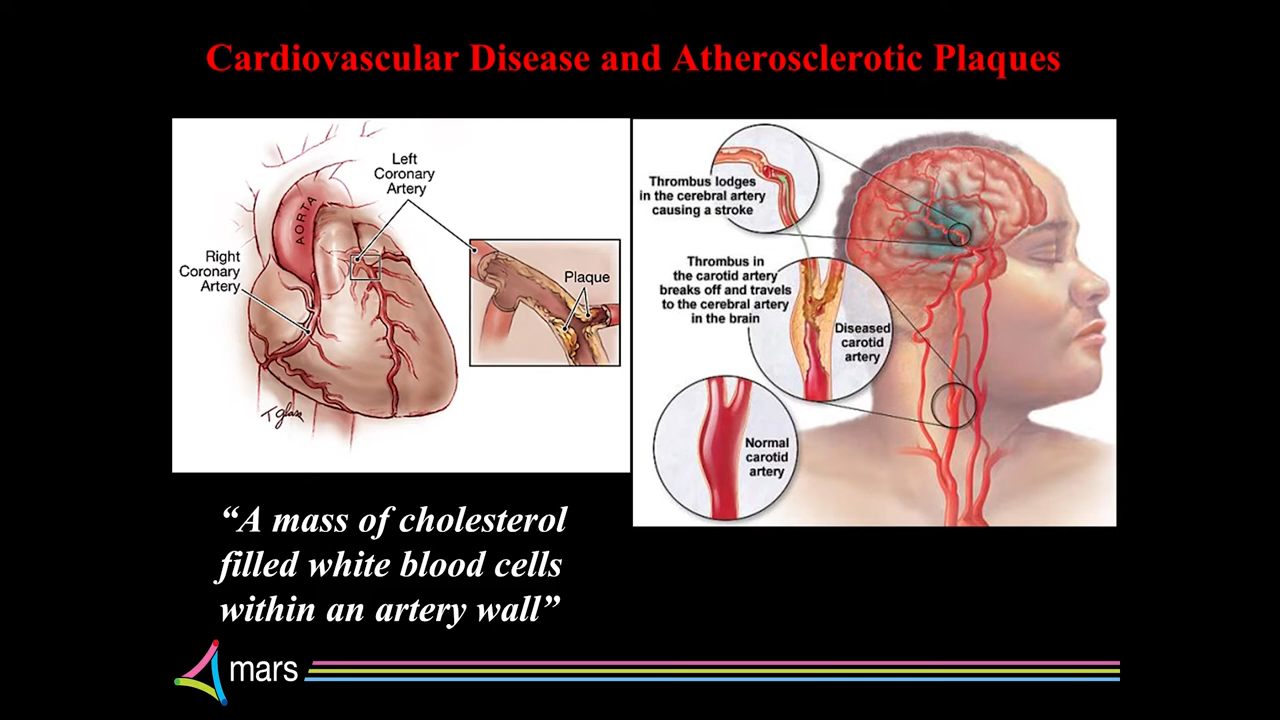 Cardiovascular Disease and Atherosclerotic Plaques
Left
Coronary
Artery
AORTA
Right
Coronary
Artery
Plaque
T Glass
Thrombus lodges
in the cerebral artery
causing a stroke
Thrombus in
the carotid artery
breaks off and travels
to the cerebral artery
in the brain
Diseased
carotid
artery
Normal
carotid
artery
“A mass of cholesterol
filled white blood cells
within an artery wall”
mars